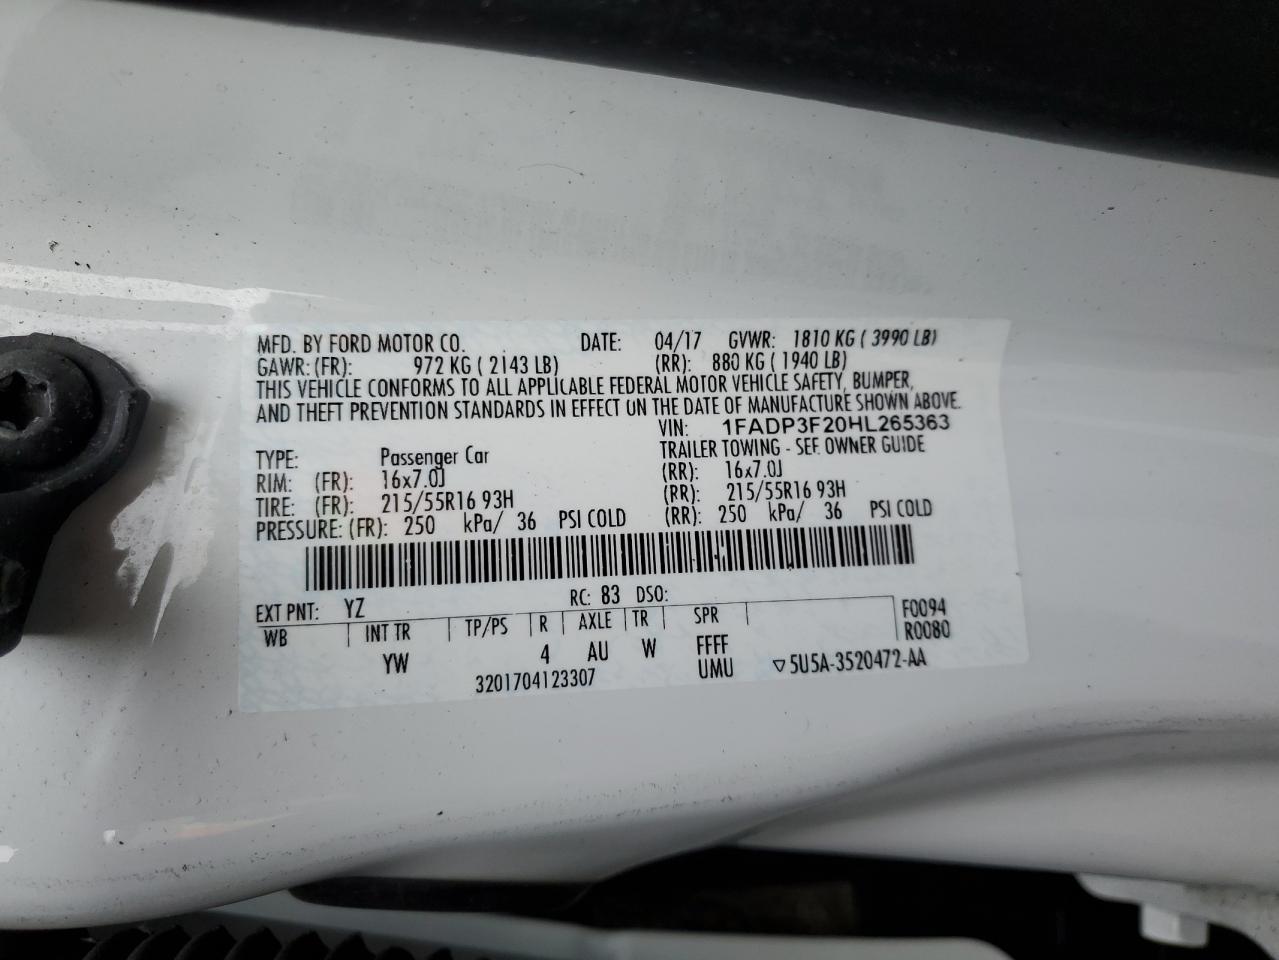 MFD. BY FORD MOTOR CO. DATE: 04/17 GVWR: 1810 KG ( 3990 LB)
GAWR: (FR): 972 KG ( 2143 LB) (RR): 880 KG ( 1940 LB)
THIS VEHICLE CONFORMS TO ALL APPLICABLE FEDERAL MOTOR VEHICLE SAFETY, BUMPER,
AND THEFT PREVENTION STANDARDS IN EFFECT ON THE DATE OF MANUFACTURE SHOWN ABOVE.
VIN: 1FADP3F20HL265363
TYPE: Passenger Car TRAILER TOWING - SEE OWNER GUIDE
RIM: (FR): 16x7.0J (RR): 16x7.0J
TIRE: (FR): 215/55R16 93H (RR): 215/55R16 93H
PRESSURE: (FR): 250 kPa/ 36 PSI COLD (RR): 250 kPa/ 36 PSI COLD
EXT PNT: YZ RC: 83 DSO: F0094
WB INT TR TP/PS R AXLE TR SPR R0080
YW 4 AU W FFFF
3201704123307 UMU ▽5U5A-3520472-AA